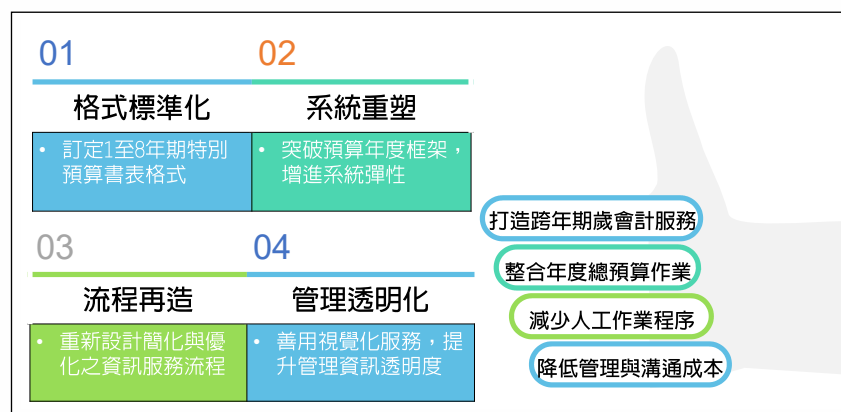 01
02
格式標準化
系統重塑
• 訂定1至8年期特別
預算書表格式
• 突破預算年度框架，
增進系統彈性
03
04
流程再造
管理透明化
• 重新設計簡化與優
化之資訊服務流程
• 善用視覺化服務，提
升管理資訊透明度
打造跨年期歲會計服務
整合年度總預算作業
減少人工作業程序
降低管理與溝通成本